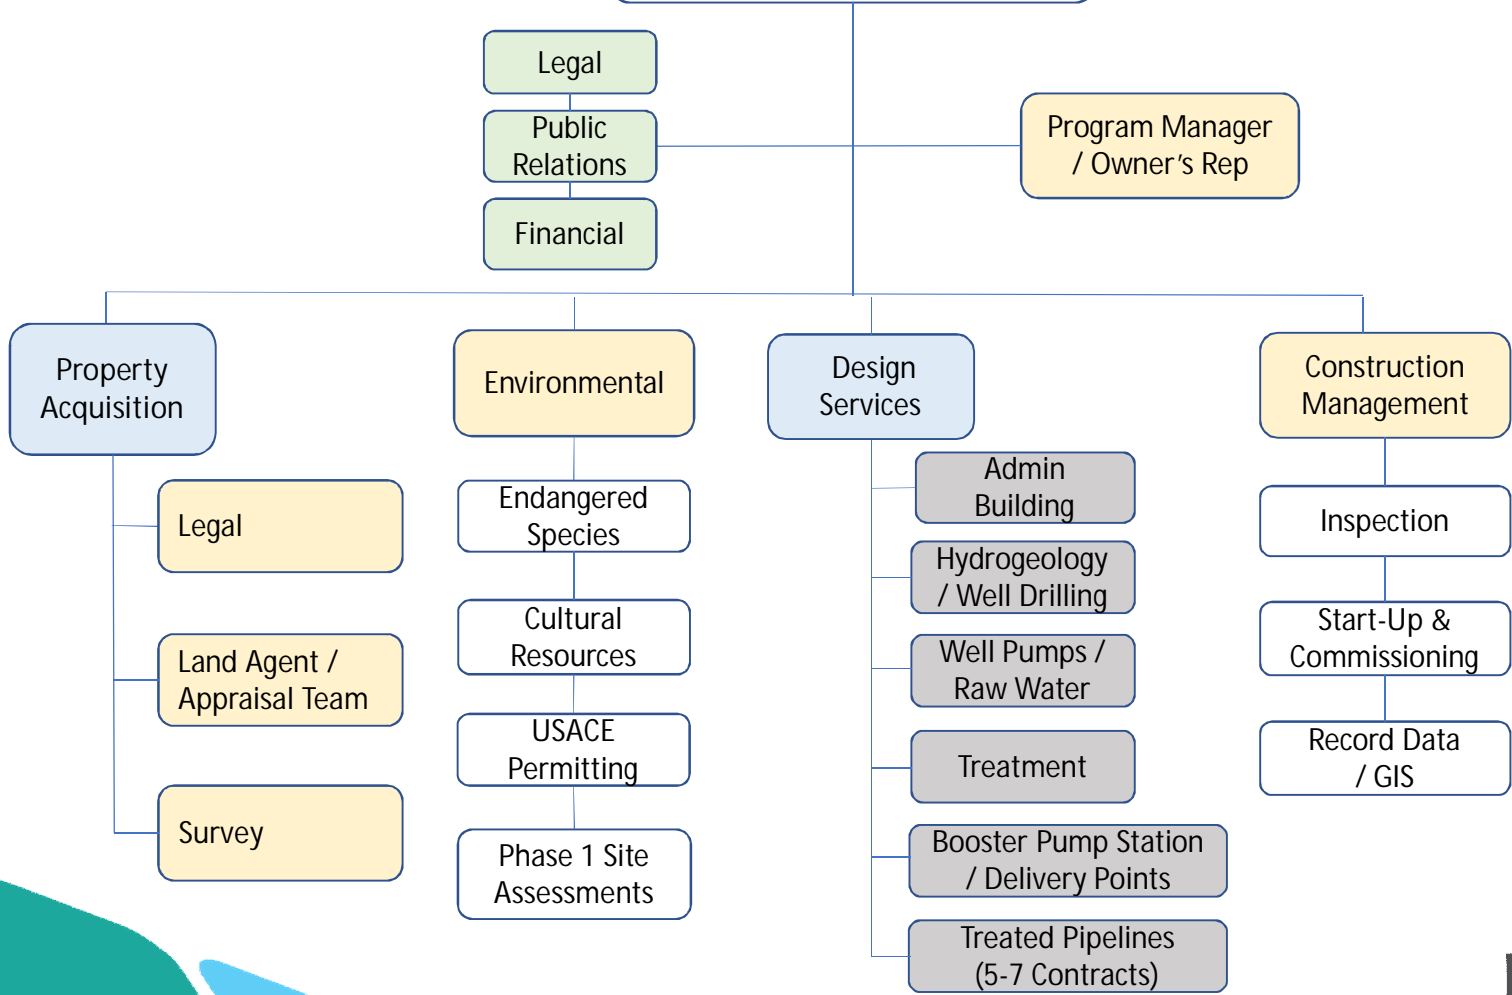 Legal
Public
Relations
Financial
Program Manager
/ Owner's Rep
Property
Acquisition
Legal
Land Agent /
Appraisal Team
Survey
Environmental
Endangered
Species
Cultural
Resources
USACE
Permitting
Phase 1 Site
Assessments
Design
Services
Admin
Building
Hydrogeology
/ Well Drilling
Well Pumps /
Raw Water
Treatment
Booster Pump Station
/ Delivery Points
Treated Pipelines
(5-7 Contracts)
Construction
Management
Inspection
Start-Up &
Commissioning
Record Data
/ GIS